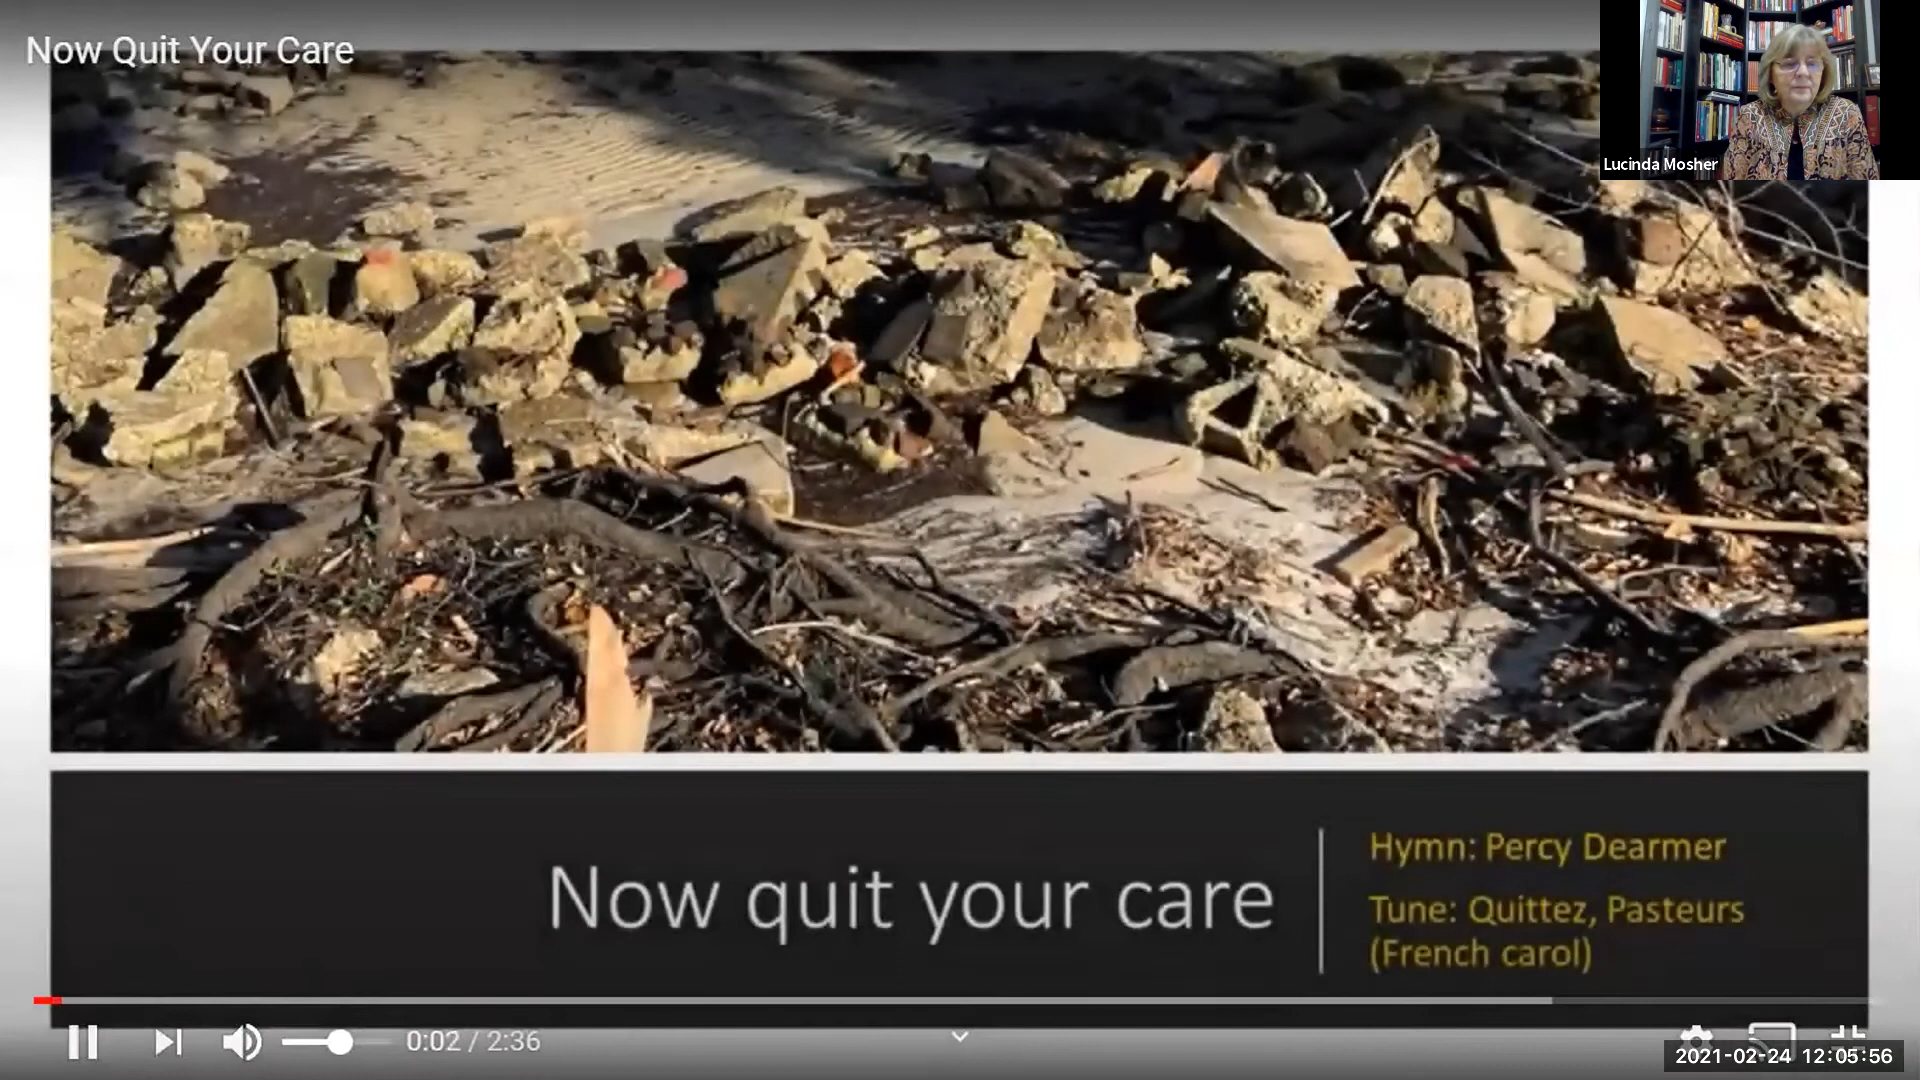 Now Quit Your Care
Lucinda Mosher
Now quit your care
Hymn: Percy Dearmer
Tune: Quittez, Pasteurs
(French carol)
0:02 / 2:36
2021-02-24 12:05:56